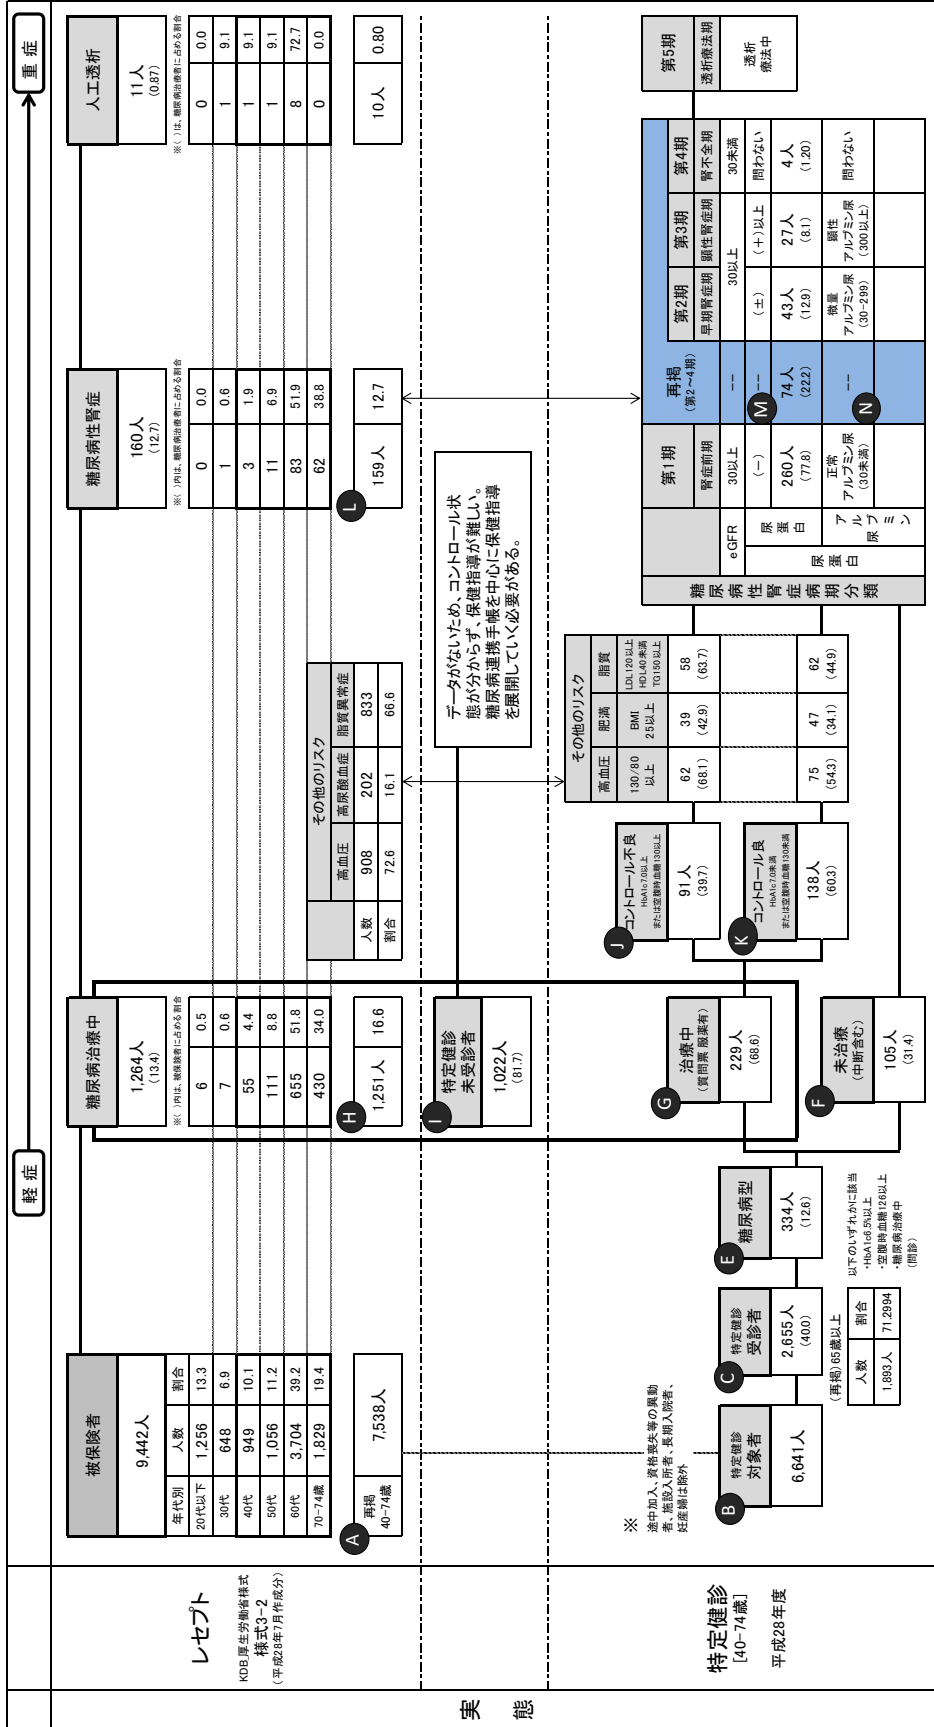 軽症
重症
実態
レセプト
KDB_厚生労働省様式
様式3-2
(平成28年7月作成分)
被保険者
9,442人
年代別 人数 割合
20代以下 1,256 13.3
30代 648 6.9
40代 949 10.1
50代 1,056 11.2
60代 3,704 39.2
70-74歳 1,829 19.4
A
再掲
40-74歳
7,538人
糖尿病治療中
1,264人
(13.4)
※( )内は、被保険者に占める割合
6 0.5
7 0.6
55 4.4
111 8.8
655 51.8
430 34.0
H
1,251人 16.6
その他のリスク
高血圧 高尿酸血症 脂質異常症
人数 908 202 833
割合 72.6 16.1 66.6
糖尿病性腎症
160人
(12.7)
※( )内は、糖尿病治療者に占める割合
0 0.0
1 0.6
3 1.9
11 6.9
83 51.9
62 38.8
L
159人 12.7
人工透析
11人
(0.87)
※( )は、糖尿病治療者に占める割合
0 0.0
1 9.1
1 9.1
1 9.1
8 72.7
0 0.0
10人 0.80
I
特定健診
未受診者
1,022人
(81.7)
データがないため、コントロール状
態が分からず、保健指導が難しい。
糖尿病連携手帳を中心に保健指導
を展開していく必要がある。
特定健診
[40-74歳]
平成28年度
※
途中加入、資格喪失等の異動
者、施設入所者、長期入院者、
妊産婦は除外
B
特定健診
対象者
6,641人
C
特定健診
受診者
2,655人
(40.0)
(再掲)65歳以上
人数 割合
1,893人 71.2994
E
糖尿病型
334人
(12.6)
以下のいずれかに該当
・HbA1c6.5%以上
・空腹時血糖126以上
・糖尿病治療中
(問診)
G
治療中
(質問票 服薬有)
229人
(68.6)
F
未治療
(中断含む)
105人
(31.4)
J
コントロール不良
HbA1c7.0以上
または空腹時血糖130以上
91人
(39.7)
K
コントロール良
HbA1c7.0未満
または空腹時血糖130未満
138人
(60.3)
その他のリスク
高血圧 肥満 脂質
130/80
以上
BMI
25以上
LDL120以上
HDL40未満
TG150以上
62 39 58
(68.1) (42.9) (63.7)
75 47 62
(54.3) (34.1) (44.9)
糖尿病性腎症病期分類
第1期 再掲
(第2~4期)
第2期 第3期 第4期
腎症前期 早期腎症期 顕性腎症期 腎不全期
eGFR 30以上 -- 30以上 30未満
尿蛋白
尿蛋白 (-) -- (±) (+)以上 問わない
M
260人 74人 43人 27人 4人
(77.8) (22.2) (12.9) (8.1) (1.20)
尿アルブミン
正常
アルブミン尿
(30未満)
--
微量
アルブミン尿
(30-299)
顕性
アルブミン尿
(300以上)
問わない
N
第5期
透析療法期
透析
療法中